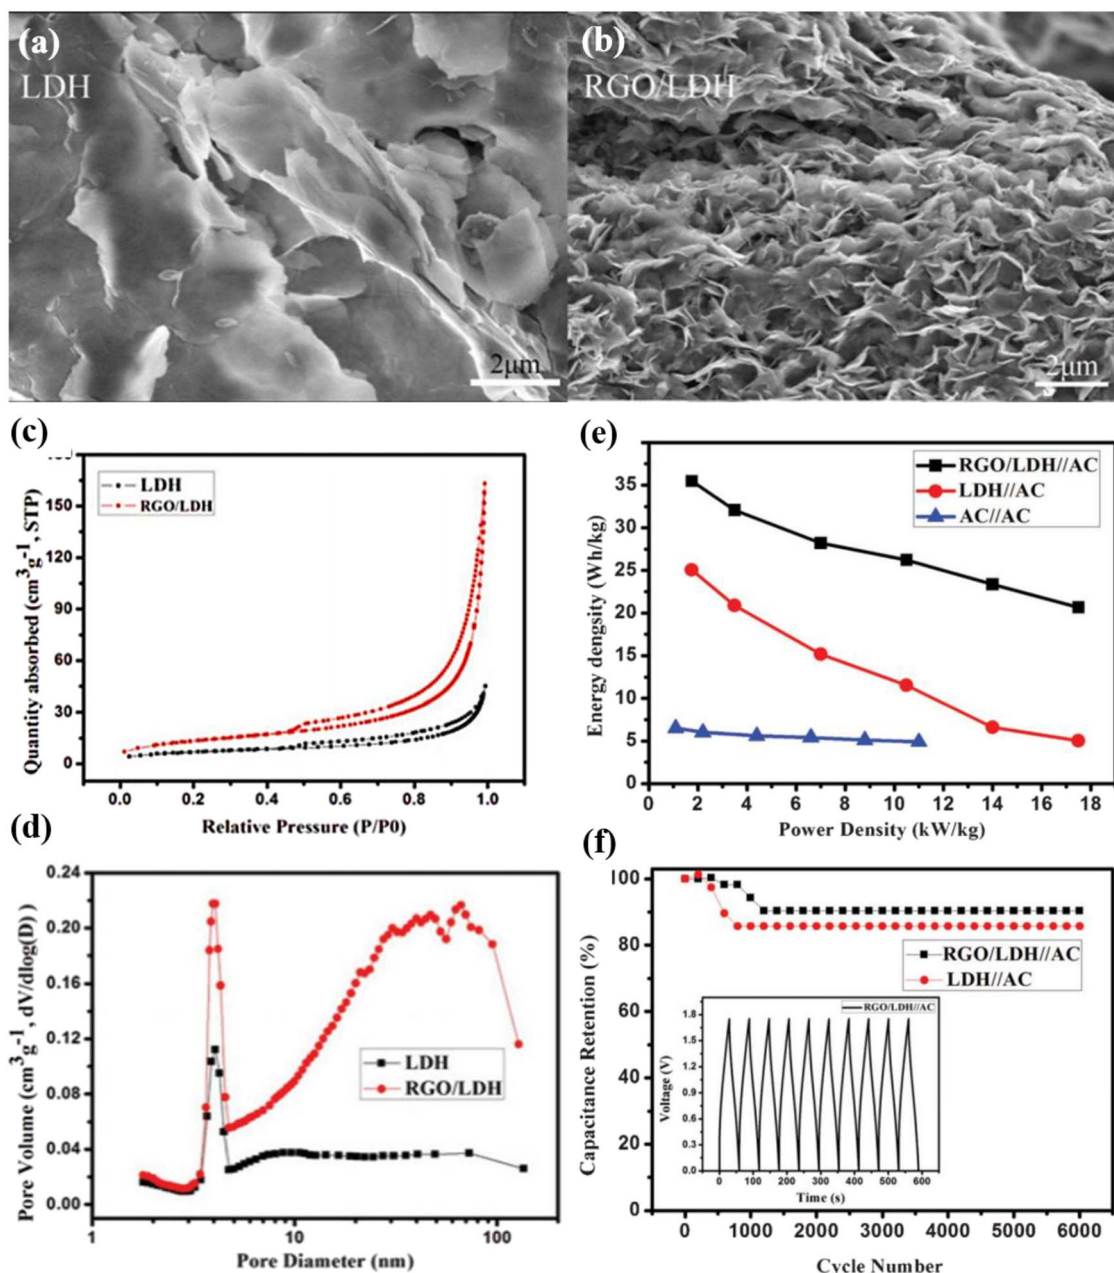 (a)
LDH
2μm
(b)
RGO/LDH
2μm
(c)
LDH
RGO/LDH
150
120
90
60
30
0
Quantity absorbed (cm³g⁻¹, STP)
0.0 0.2 0.4 0.6 0.8 1.0
Relative Pressure (P/P0)
(e)
RGO/LDH//AC
LDH//AC
AC//AC
35
30
25
20
15
10
5
0
Energy dengsity (Wh/kg)
0 2 4 6 8 10 12 14 16 18
Power Density (kW/kg)
(d)
0.24
0.20
0.16
0.12
0.08
0.04
0.00
Pore Volume (cm³g⁻¹, dV/dlog(D))
LDH
RGO/LDH
1 10 100
Pore Diameter (nm)
(f)
100
80
60
40
20
0
Capacitance Retention (%)
RGO/LDH//AC
LDH//AC
RGO/LDH//AC
1.8
1.5
1.2
0.9
0.6
0.3
0.0
Voltage (V)
0 100 200 300 400 500 600
Time (s)
0 1000 2000 3000 4000 5000 6000
Cycle Number